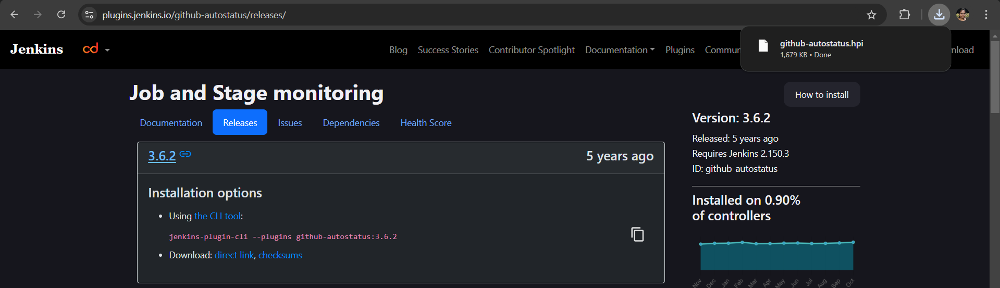 plugins.jenkins.io/github-autostatus/releases/
github-autostatus.hpi
1,679 KB • Done
Jenkins
cd
Blog Success Stories Contributor Spotlight Documentation Plugins
Job and Stage monitoring
How to install
Documentation Releases Issues Dependencies Health Score
3.6.2 5 years ago
Installation options
• Using the CLI tool:
jenkins-plugin-cli --plugins github-autostatus:3.6.2
• Download: direct link, checksums
Version: 3.6.2
Released: 5 years ago
Requires Jenkins 2.150.3
ID: github-autostatus
Installed on 0.90%
of controllers
Nov Dec Jan Feb Mar Apr May Jun Jul Aug Sep Oct